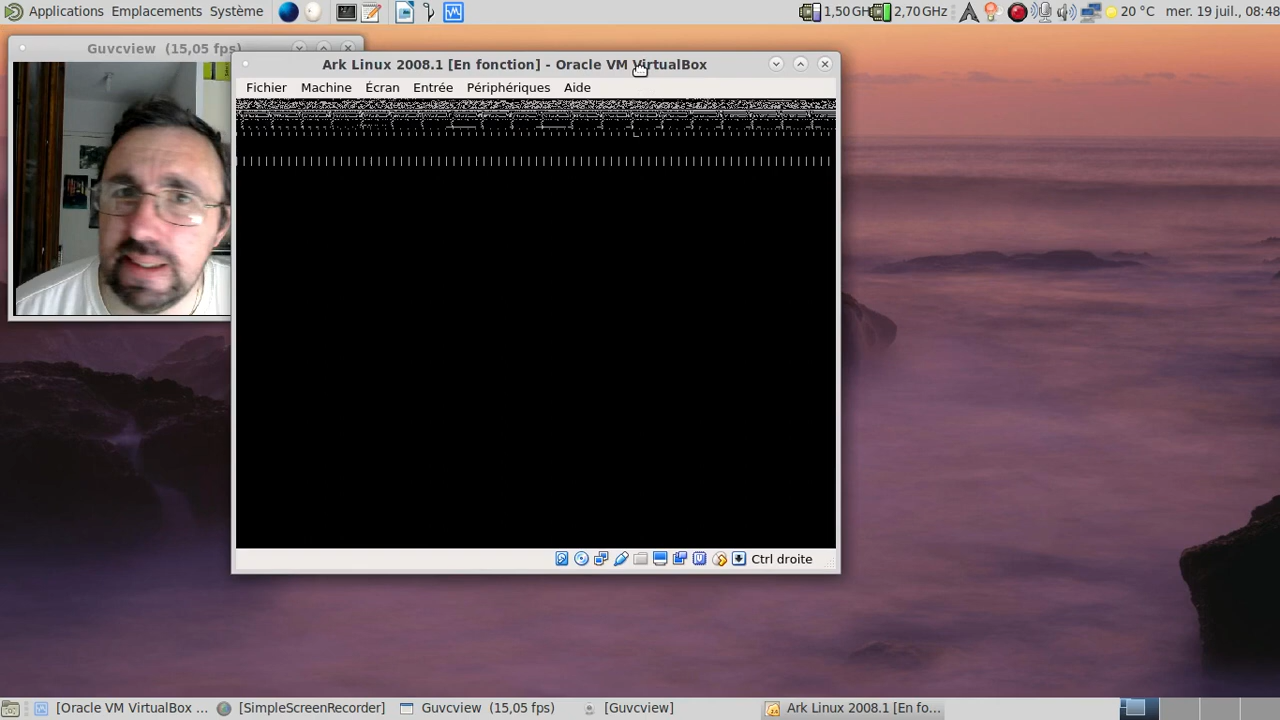 Applications Emplacements Système
1,50 GH 2,70 GHz 20 °C mer. 19 juil., 08:48
Guvcview (15,05 fps)
Ark Linux 2008.1 [En fonction] - Oracle VM VirtualBox
Fichier Machine Écran Entrée Périphériques Aide
Ctrl droite
[Oracle VM VirtualBox ... [SimpleScreenRecorder] Guvcview (15,05 fps) [Guvcview] Ark Linux 2008.1 [En fo...